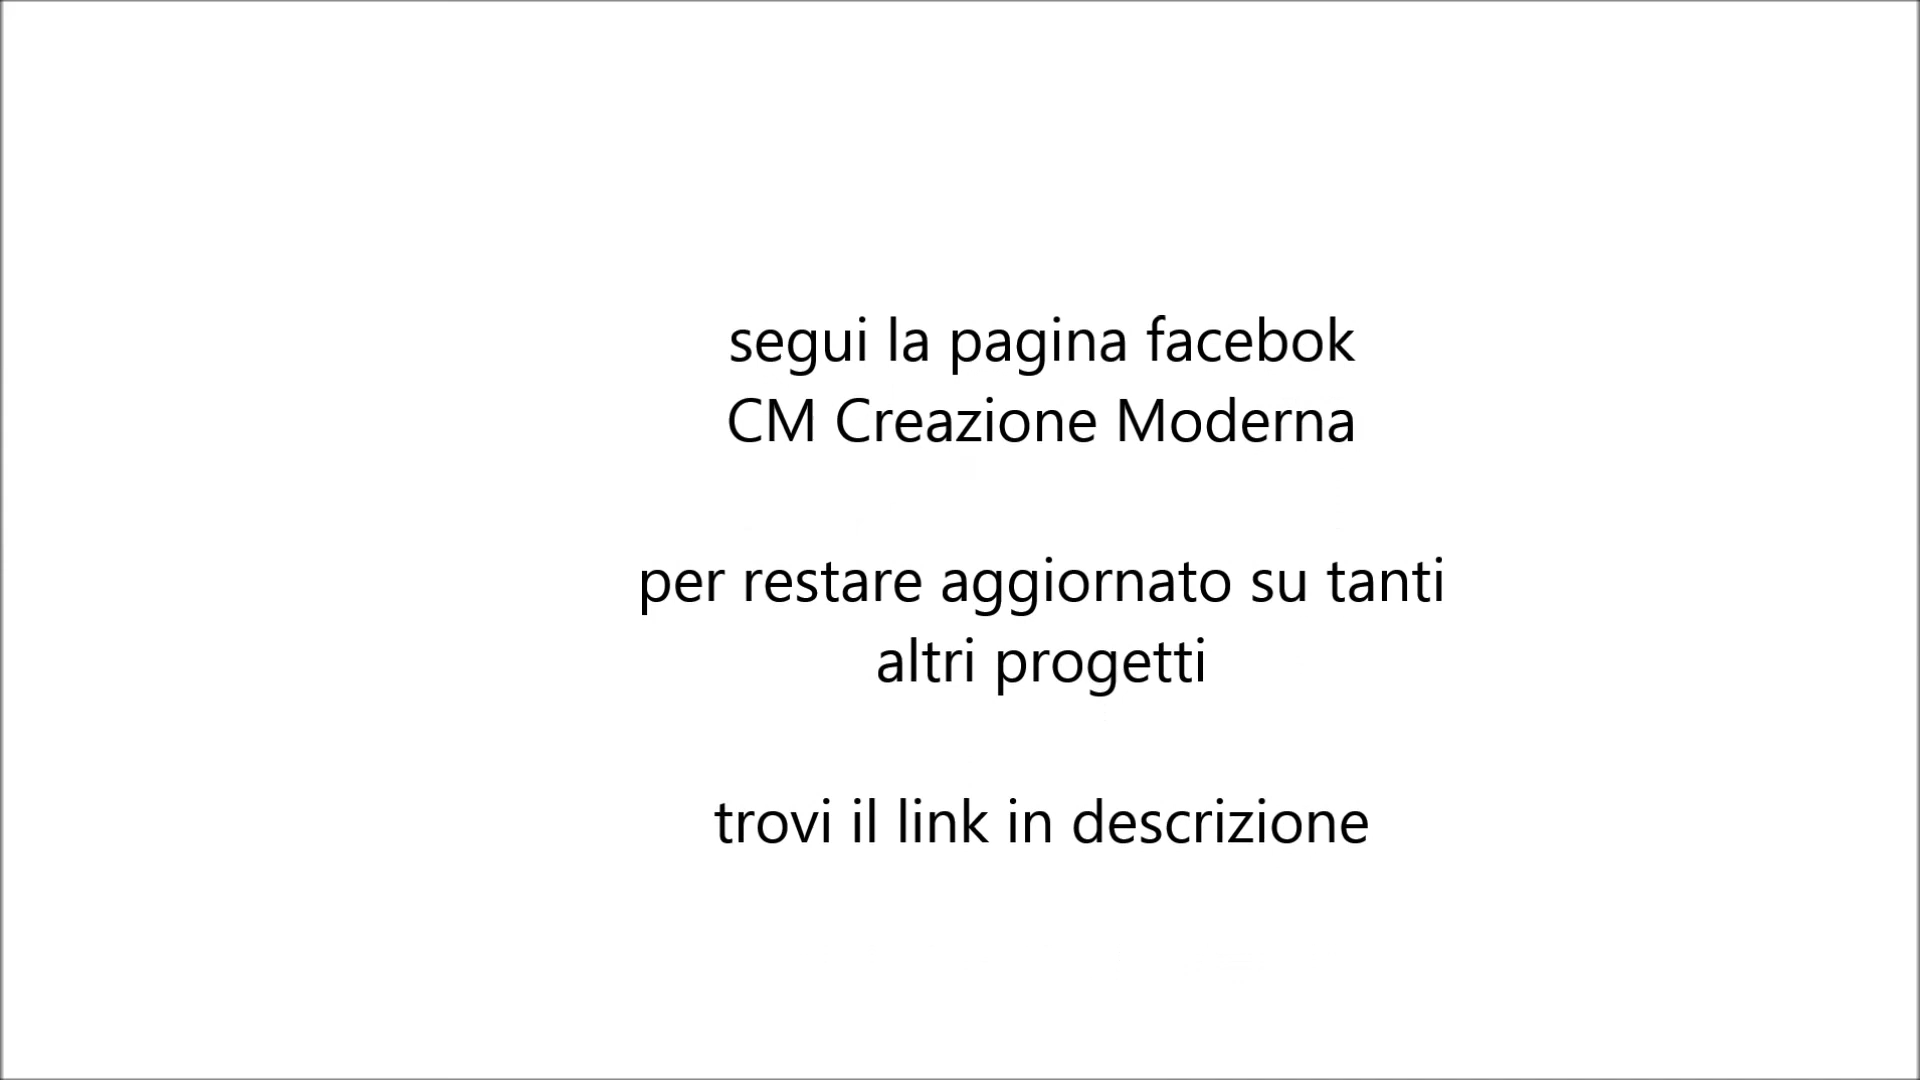 segui la pagina facebok
CM Creazione Moderna
per restare aggiornato su tanti
altri progetti
trovi il link in descrizione